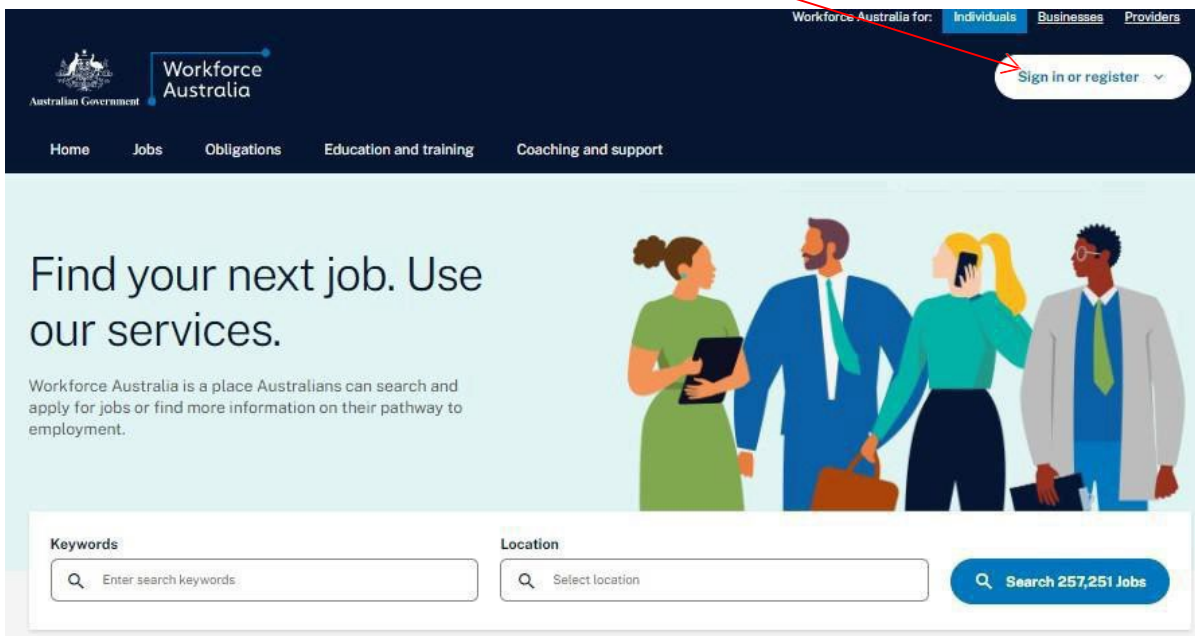 Workforce Australia for: Individuals Businesses Providers
Australian Government
Workforce
Australia
Sign in or register
Home Jobs Obligations Education and training Coaching and support
Find your next job. Use
our services.
Workforce Australia is a place Australians can search and
apply for jobs or find more information on their pathway to
employment.
Keywords Location
Enter search keywords Select location Search 257,251 Jobs